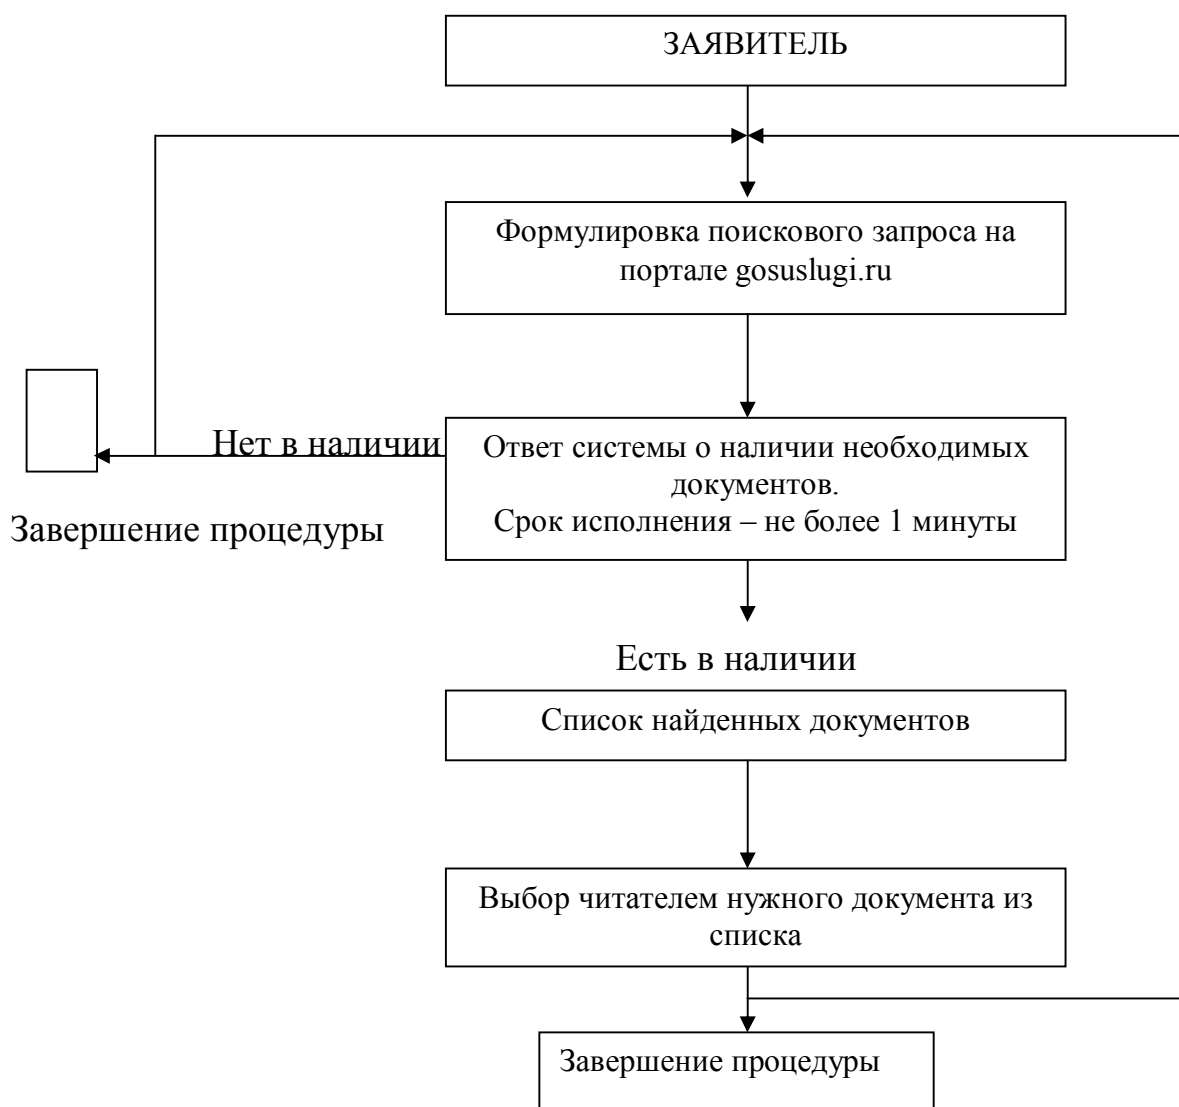 ЗАЯВИТЕЛЬ
Формулировка поискового запроса на
портале gosuslugi.ru
Нет в наличии
Ответ системы о наличии необходимых
документов.
Срок исполнения – не более 1 минуты
Завершение процедуры
Есть в наличии
Список найденных документов
Выбор читателем нужного документа из
списка
Завершение процедуры